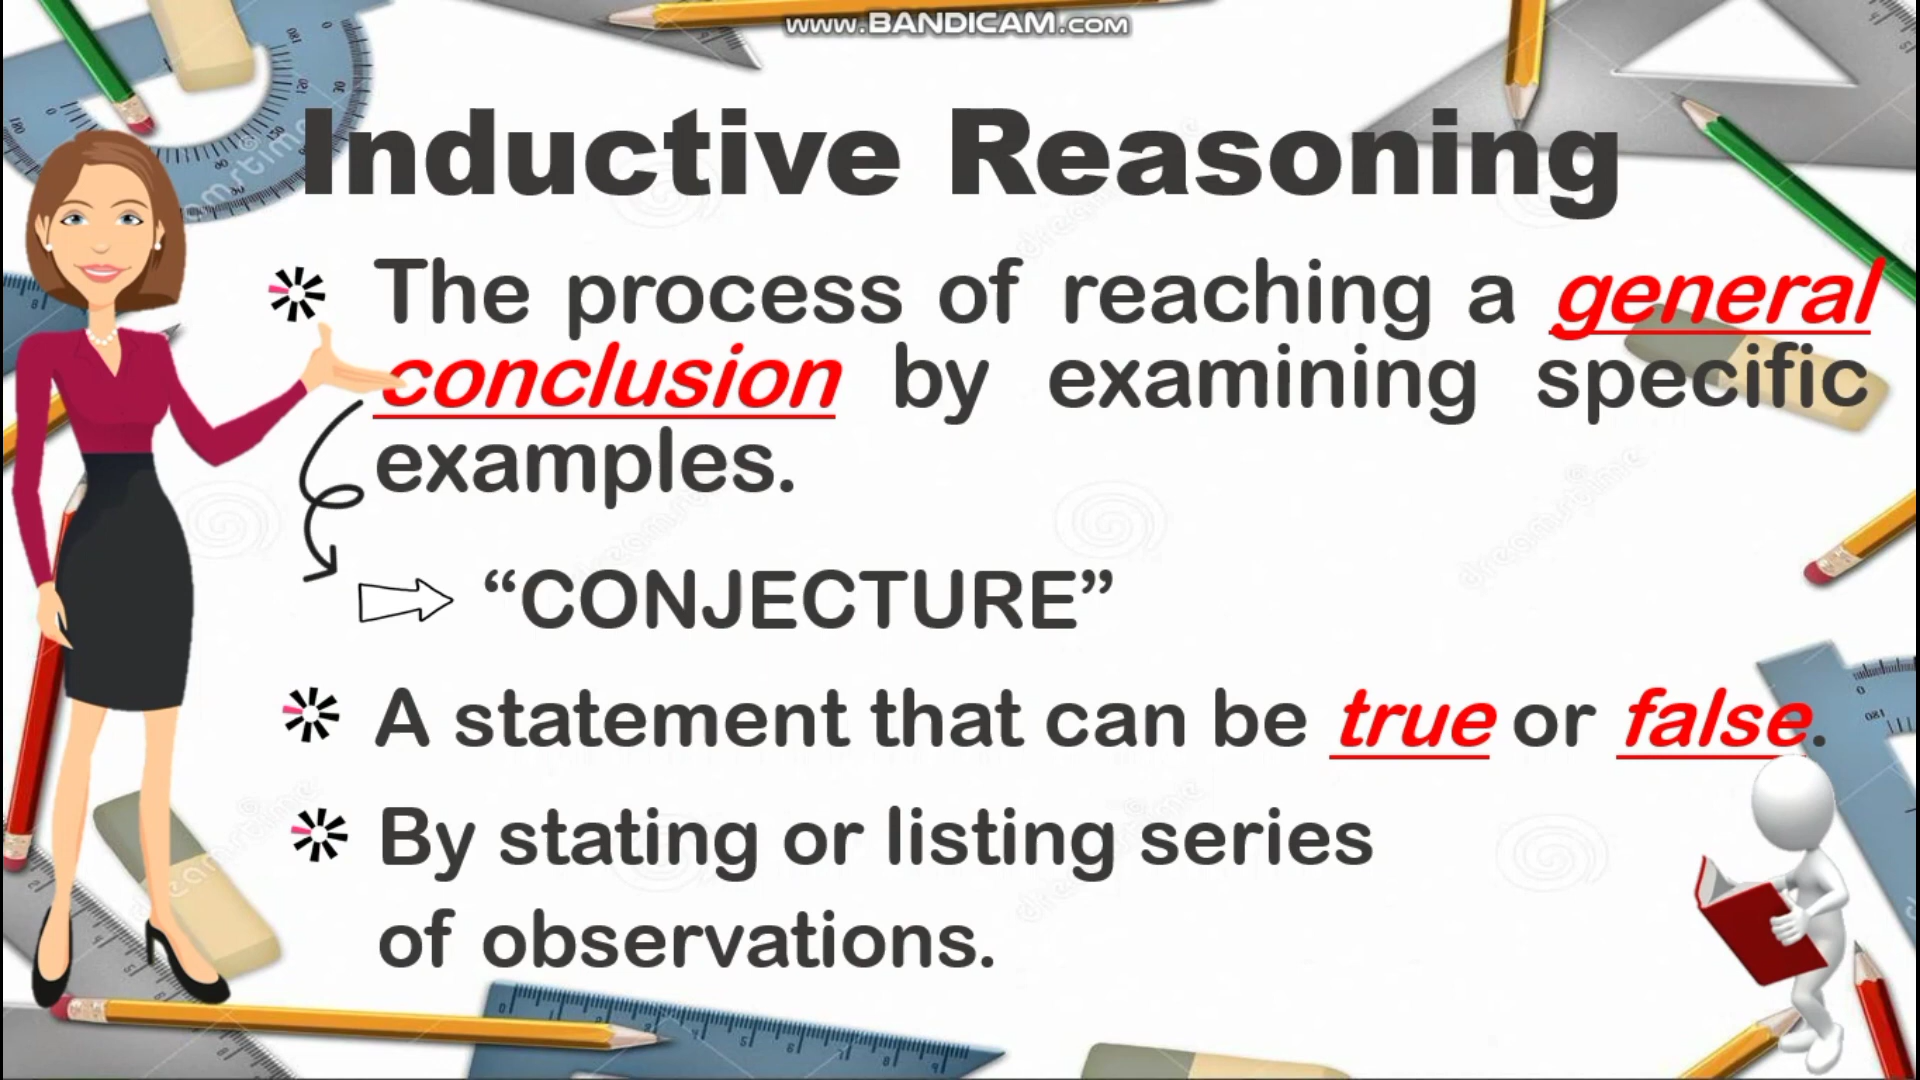 www.BANDICAM.com
Inductive Reasoning
The process of reaching a general
conclusion by examining specific
examples.
“CONJECTURE”
A statement that can be true or false.
By stating or listing series
of observations.